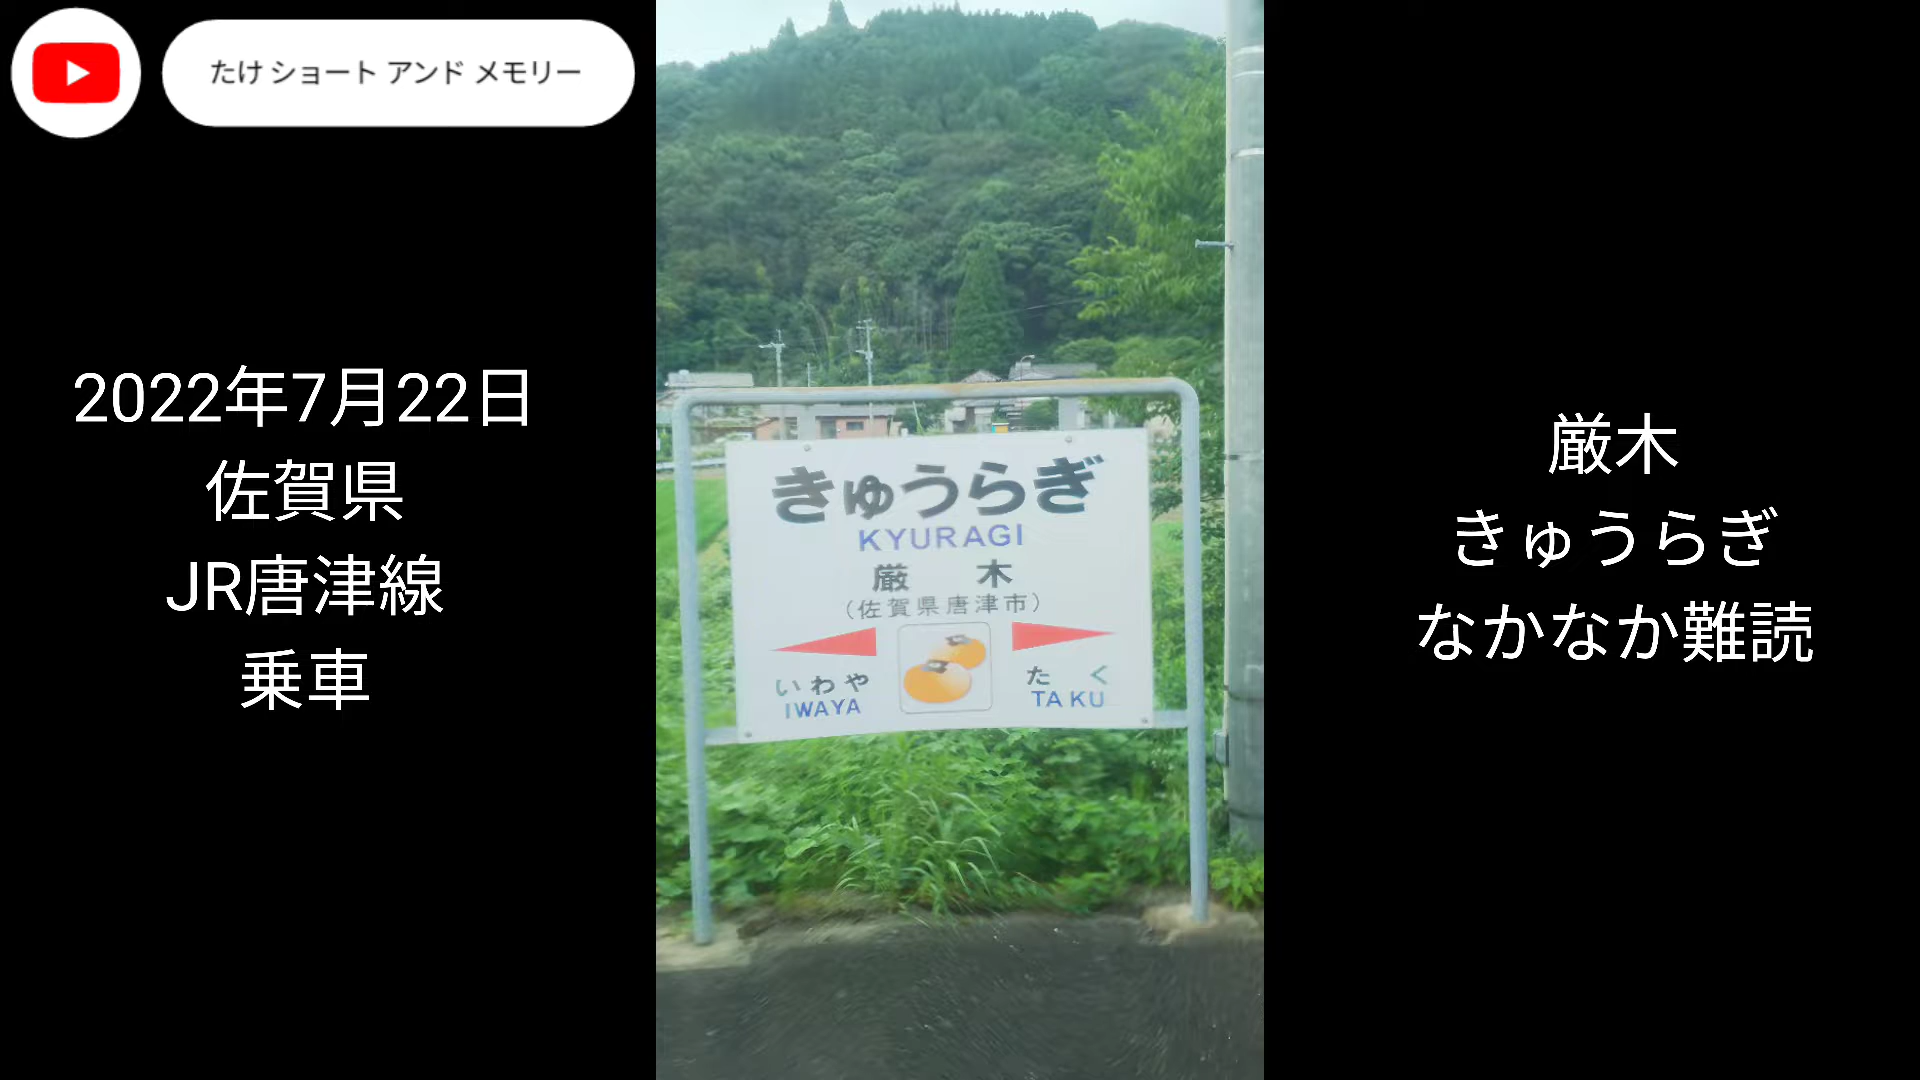 たけ ショート アンド メモリー
2022年7月22日
佐賀県
JR唐津線
乗車
きゅうらぎ
KYURAGI
厳 木
（佐賀県唐津市）
いわや
IWAYA
たく
TAKU
厳木
きゅうらぎ
なかなか難読